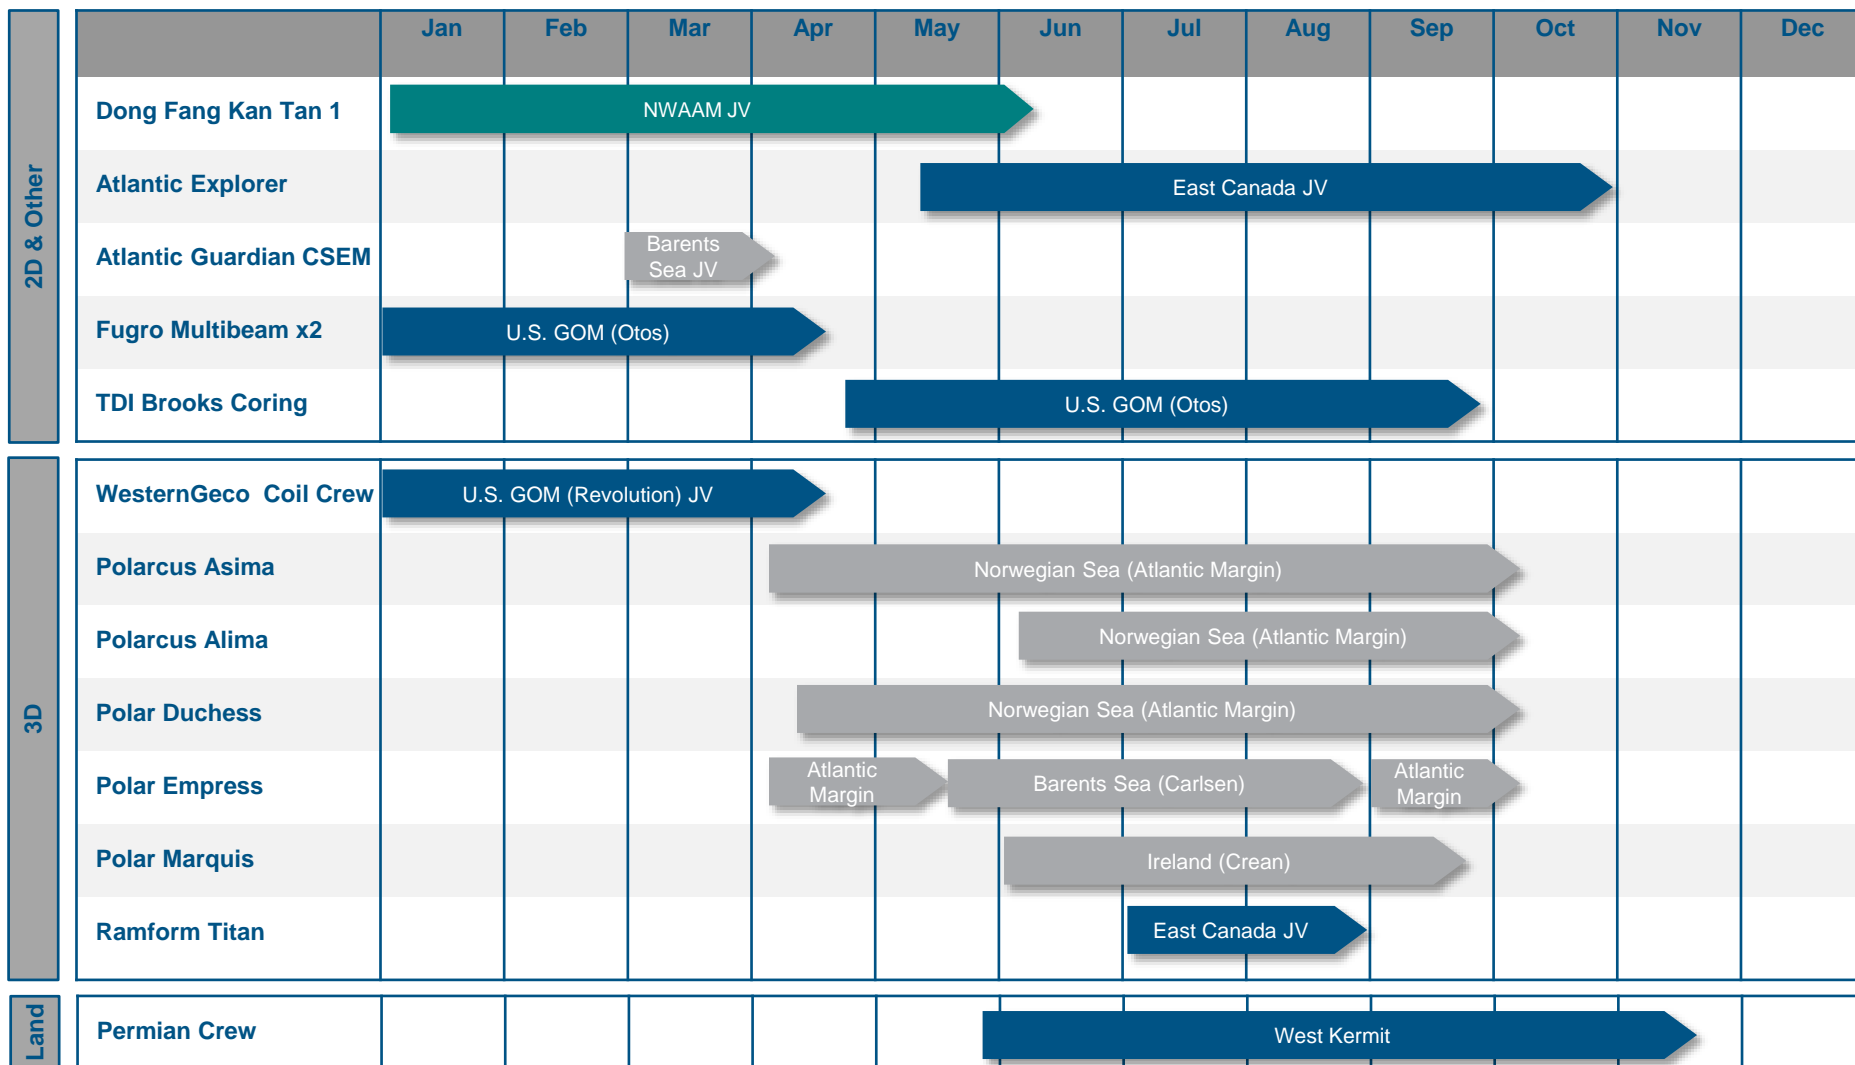 Jan Feb Mar Apr May Jun Jul Aug Sep Oct Nov Dec
2D & Other
Dong Fang Kan Tan 1
NWAAM JV
Atlantic Explorer
East Canada JV
Atlantic Guardian CSEM
Barents
Sea JV
Fugro Multibeam x2
U.S. GOM (Otos)
TDI Brooks Coring
U.S. GOM (Otos)
3D
WesternGeco  Coil Crew
U.S. GOM (Revolution) JV
Polarcus Asima
Norwegian Sea (Atlantic Margin)
Polarcus Alima
Norwegian Sea (Atlantic Margin)
Polar Duchess
Norwegian Sea (Atlantic Margin)
Polar Empress
Atlantic
Margin
Barents Sea (Carlsen)
Atlantic
Margin
Polar Marquis
Ireland (Crean)
Ramform Titan
East Canada JV
Land
Permian Crew
West Kermit